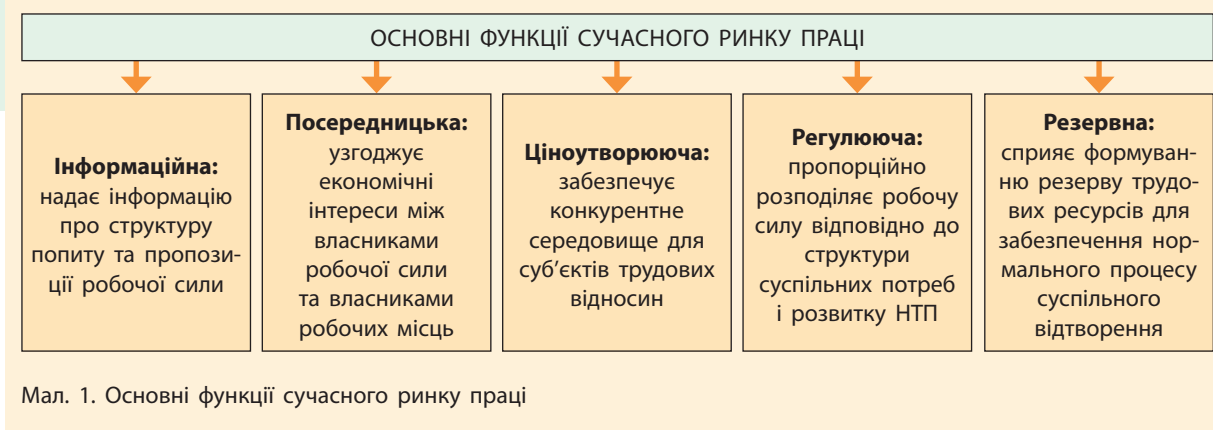 ОСНОВНІ ФУНКЦІЇ СУЧАСНОГО РИНКУ ПРАЦІ
Інформаційна:
надає інформацію
про структуру
попиту та пропози-
ції робочої сили
Посередницька:
узгоджує
економічні
інтереси між
власниками
робочої сили
та власниками
робочих місць
Ціноутворююча:
забезпечує
конкурентне
середовище для
суб’єктів трудових
відносин
Регулююча:
пропорційно
розподіляє робочу
силу відповідно до
структури
суспільних потреб
і розвитку НТП
Резервна:
сприяє формуван-
ню резерву трудо-
вих ресурсів для
забезпечення нор-
мального процесу
суспільного
відтворення
Мал. 1. Основні функції сучасного ринку праці